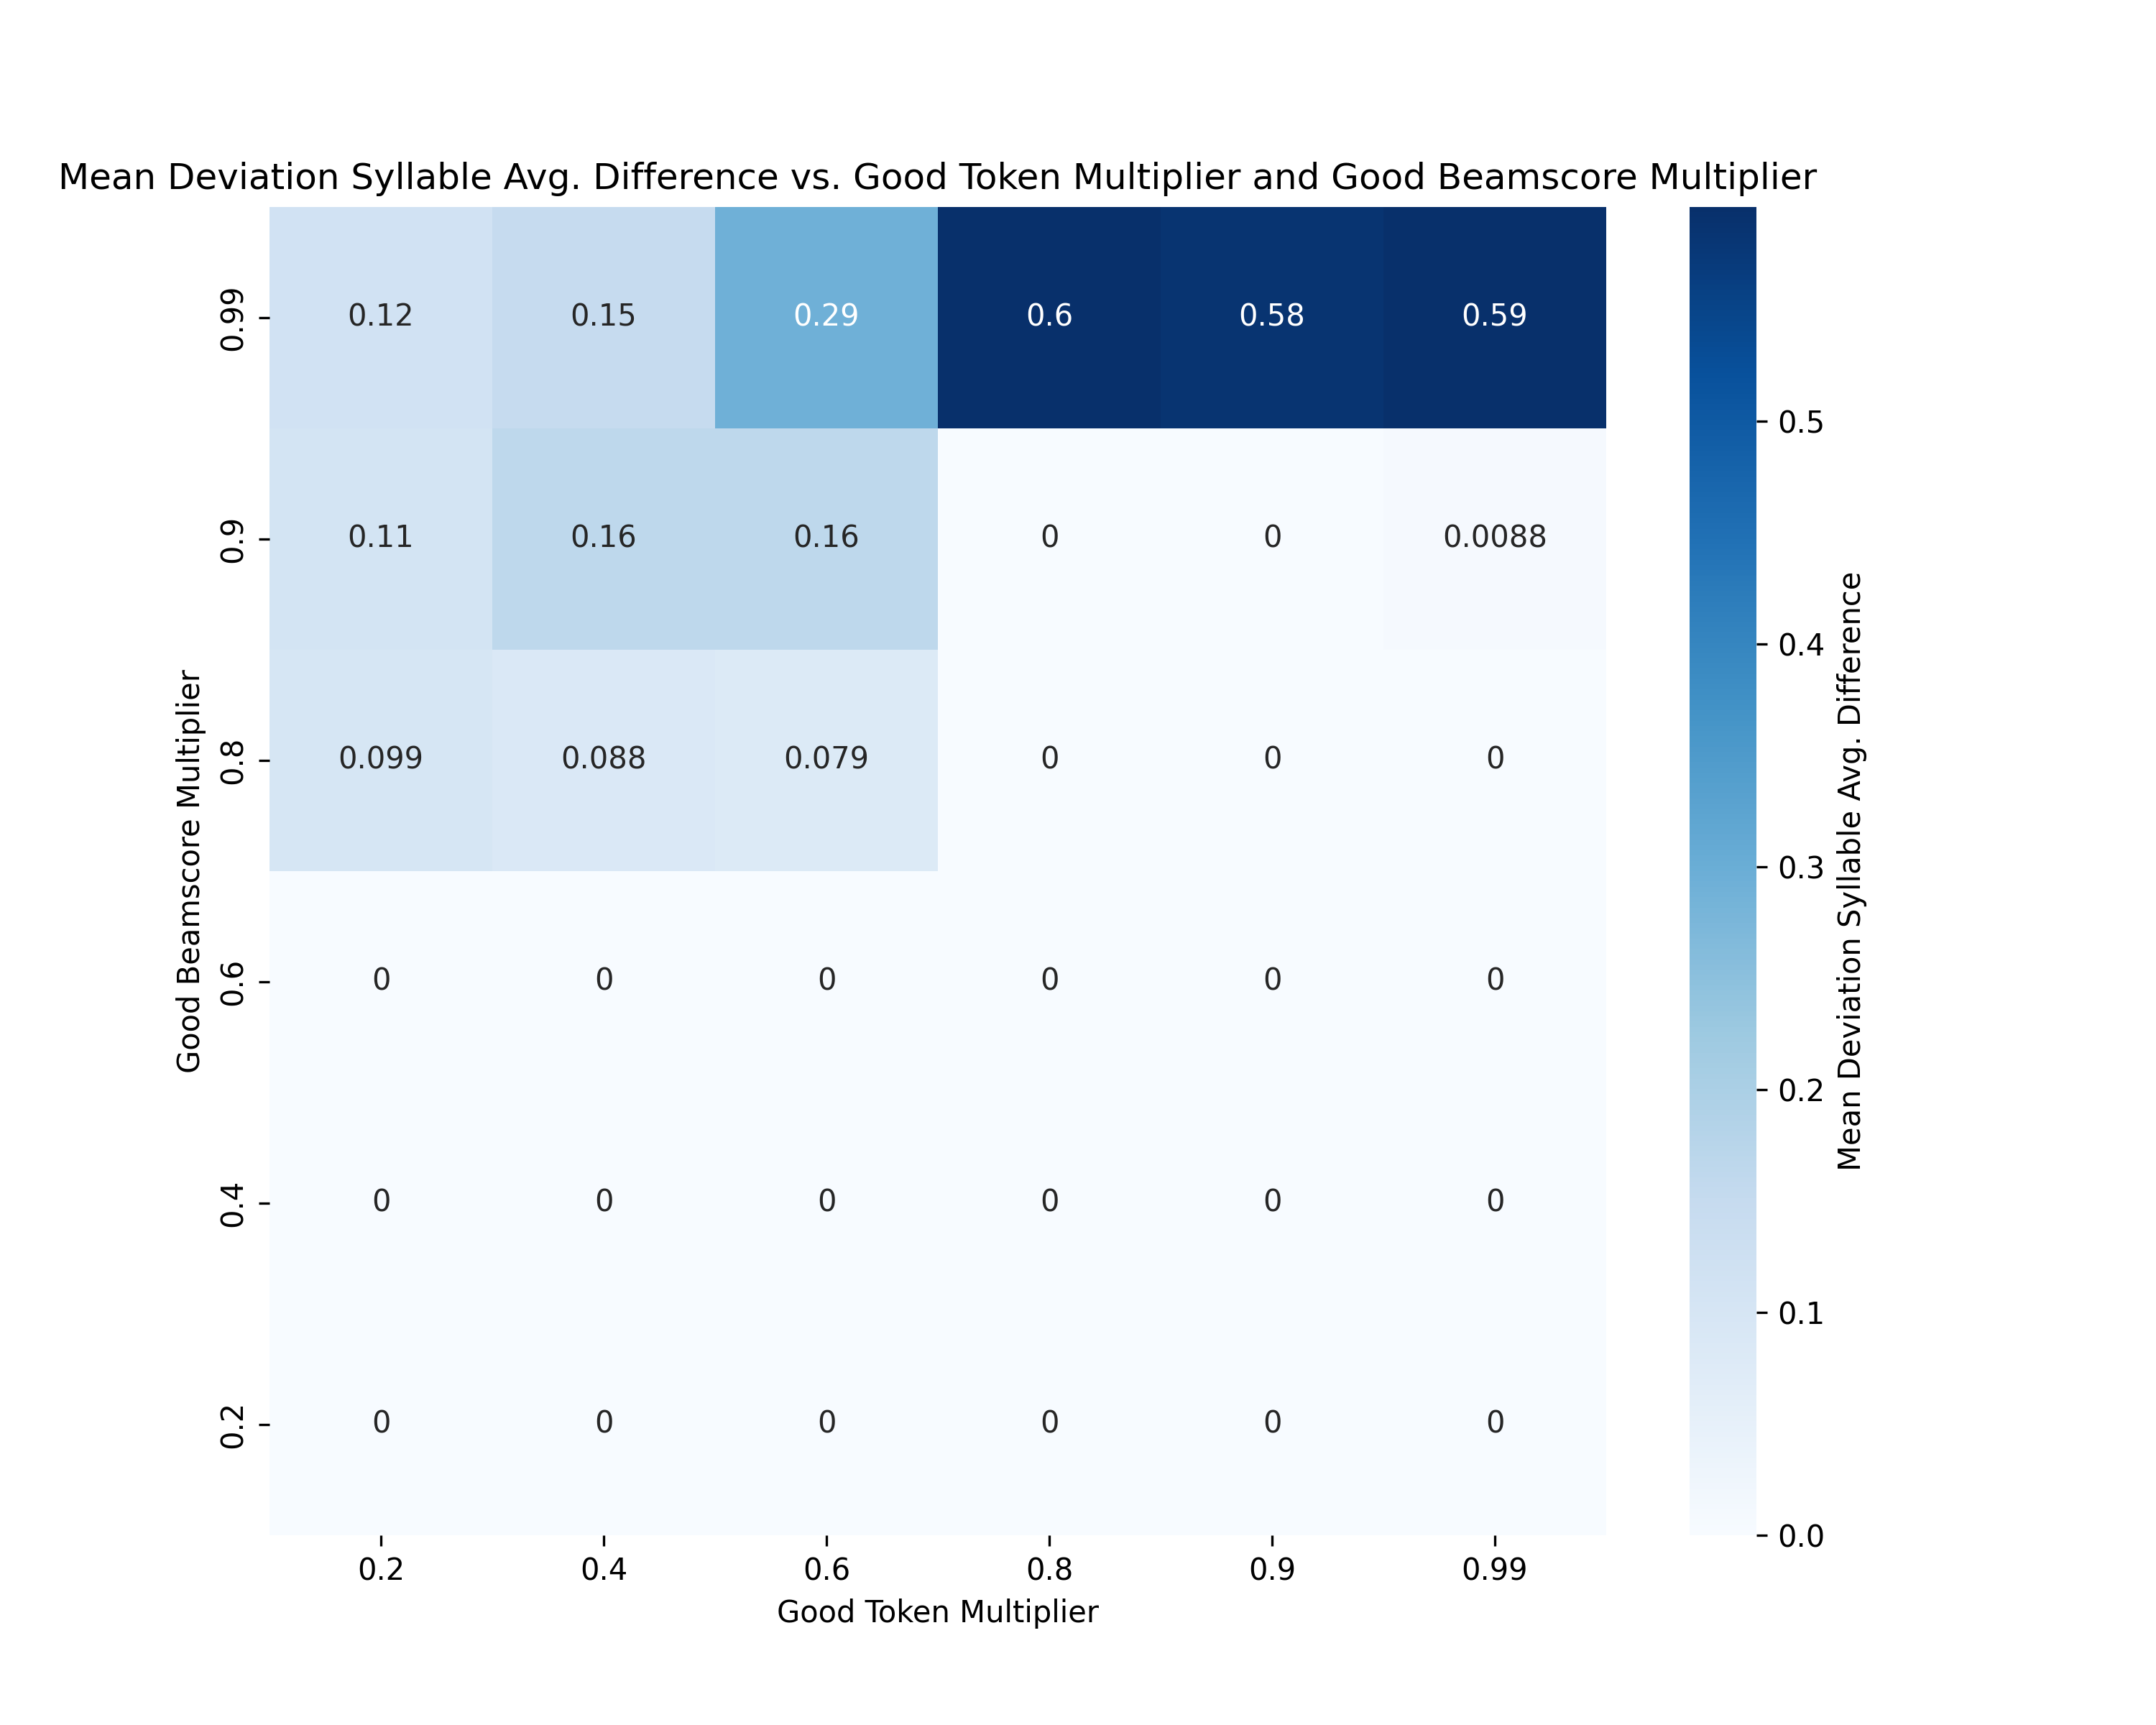 Mean Deviation Syllable Avg. Difference vs. Good Token Multiplier and Good Beamscore Multiplier
0.99 0.12 0.15 0.29 0.6 0.58 0.59
0.9 0.11 0.16 0.16 0 0 0.0088
0.8 0.099 0.088 0.079 0 0 0
0.6 0 0 0 0 0 0
0.4 0 0 0 0 0 0
0.2 0 0 0 0 0 0
0.2 0.4 0.6 0.8 0.9 0.99
Good Token Multiplier
Good Beamscore Multiplier
0.5
0.4
0.3
0.2
0.1
0.0
Mean Deviation Syllable Avg. Difference